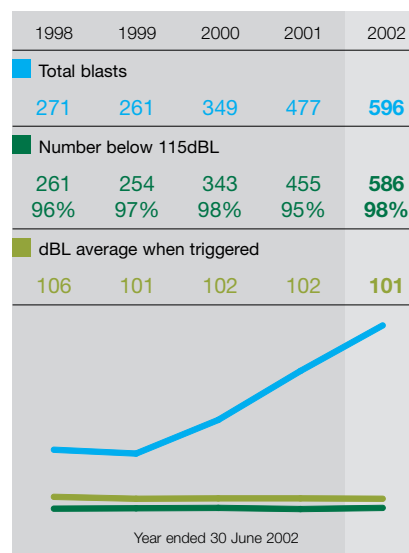 1998 1999 2000 2001 2002
Total blasts
271 261 349 477 596
Number below 115dBL
261 254 343 455 586
96% 97% 98% 95% 98%
dBL average when triggered
106 101 102 102 101
Year ended 30 June 2002